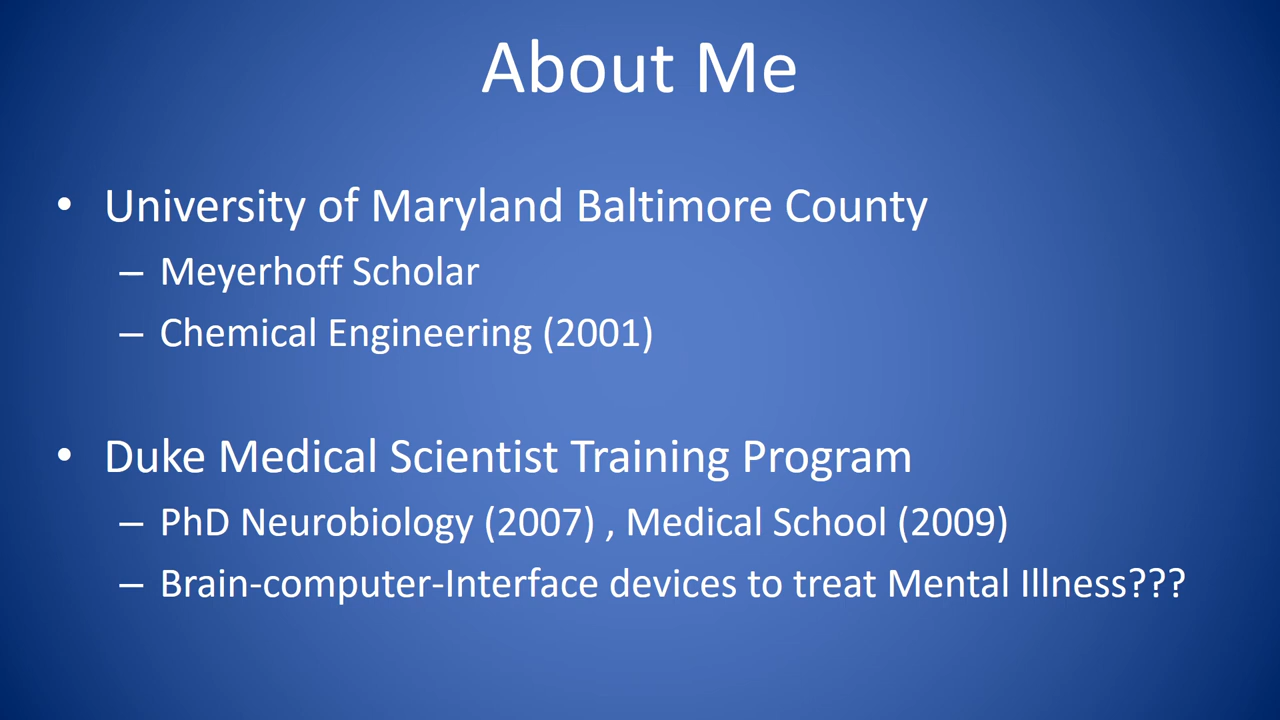 About Me
• University of Maryland Baltimore County
– Meyerhoff Scholar
– Chemical Engineering (2001)
• Duke Medical Scientist Training Program
– PhD Neurobiology (2007) , Medical School (2009)
– Brain-computer-Interface devices to treat Mental Illness???